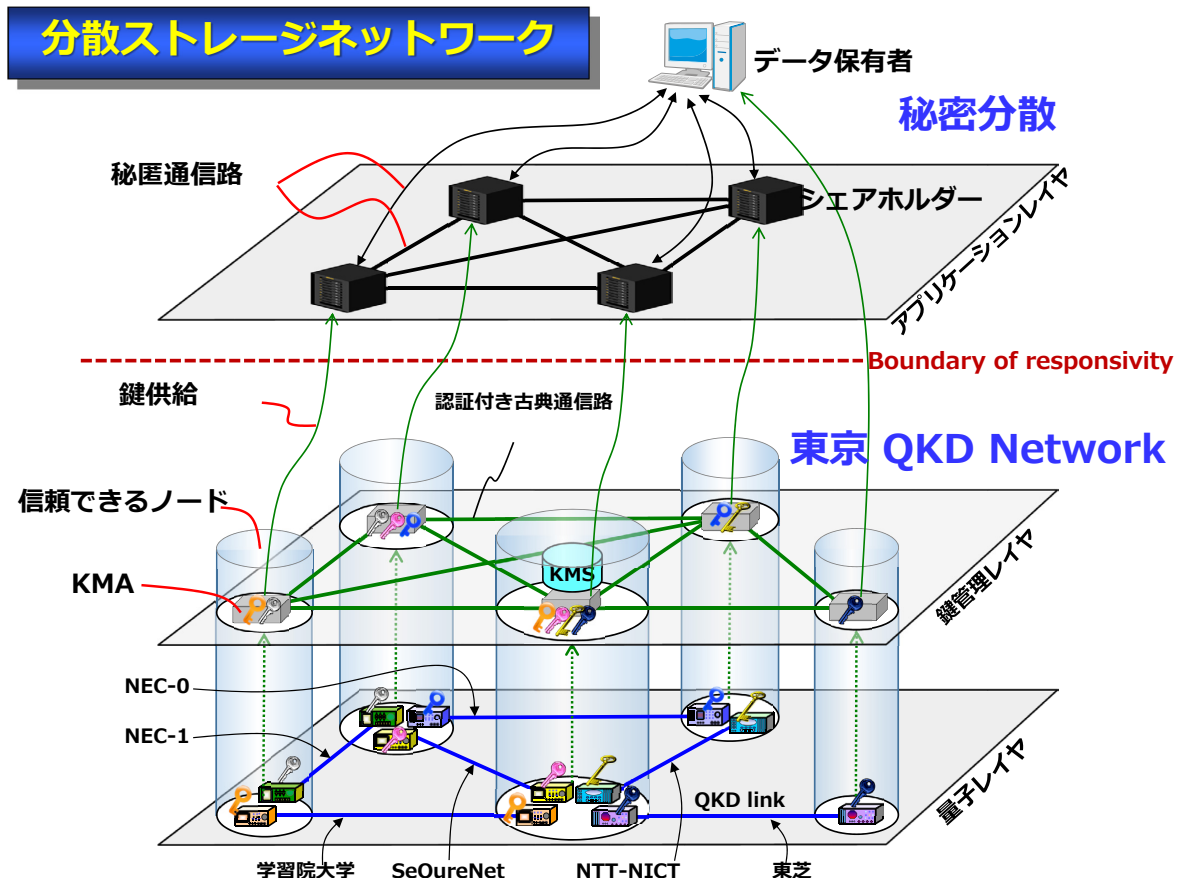 分散ストレージネットワーク
データ保有者
秘密分散
秘匿通信路
シェアホルダー
アプリケーションレイヤ
Boundary of responsivity
鍵供給
認証付き古典通信路
東京 QKD Network
信頼できるノード
KMS
KMA
鍵管理レイヤ
NEC-0
NEC-1
QKD link
量子レイヤ
学習院大学
SeQureNet
NTT-NICT
東芝